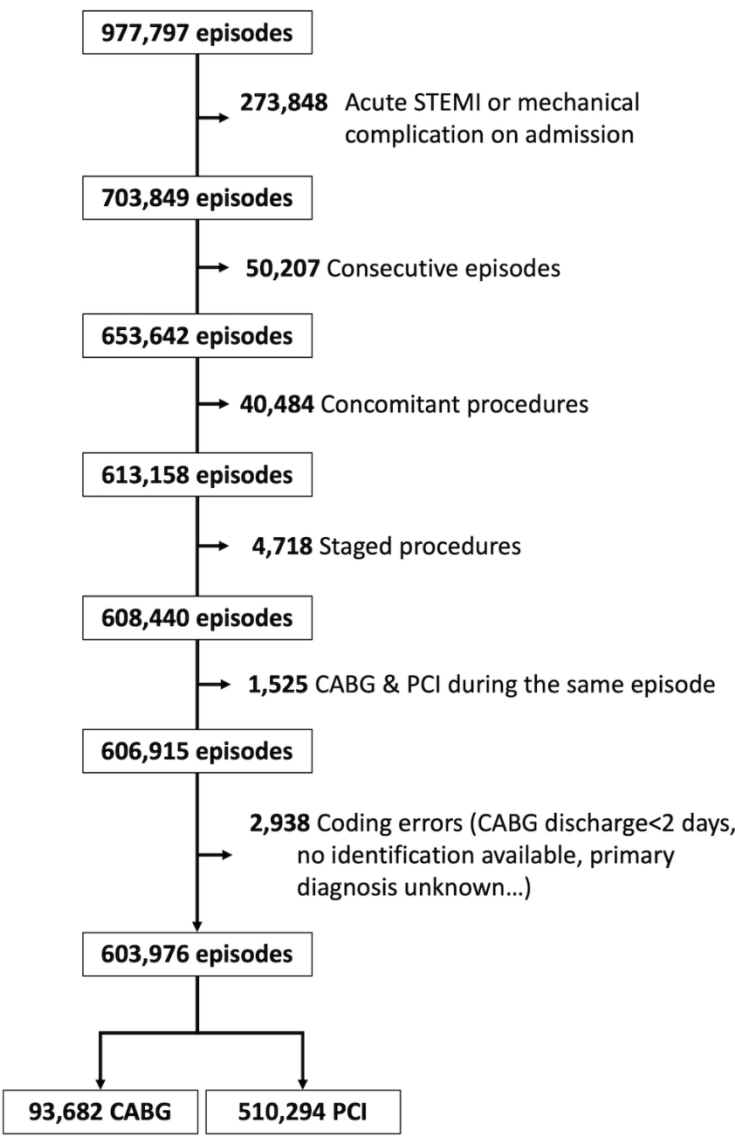 977,797 episodes
273,848 Acute STEMI or mechanical
complication on admission
703,849 episodes
50,207 Consecutive episodes
653,642 episodes
40,484 Concomitant procedures
613,158 episodes
4,718 Staged procedures
608,440 episodes
1,525 CABG & PCI during the same episode
606,915 episodes
2,938 Coding errors (CABG discharge<2 days,
no identification available, primary
diagnosis unknown...)
603,976 episodes
93,682 CABG
510,294 PCI